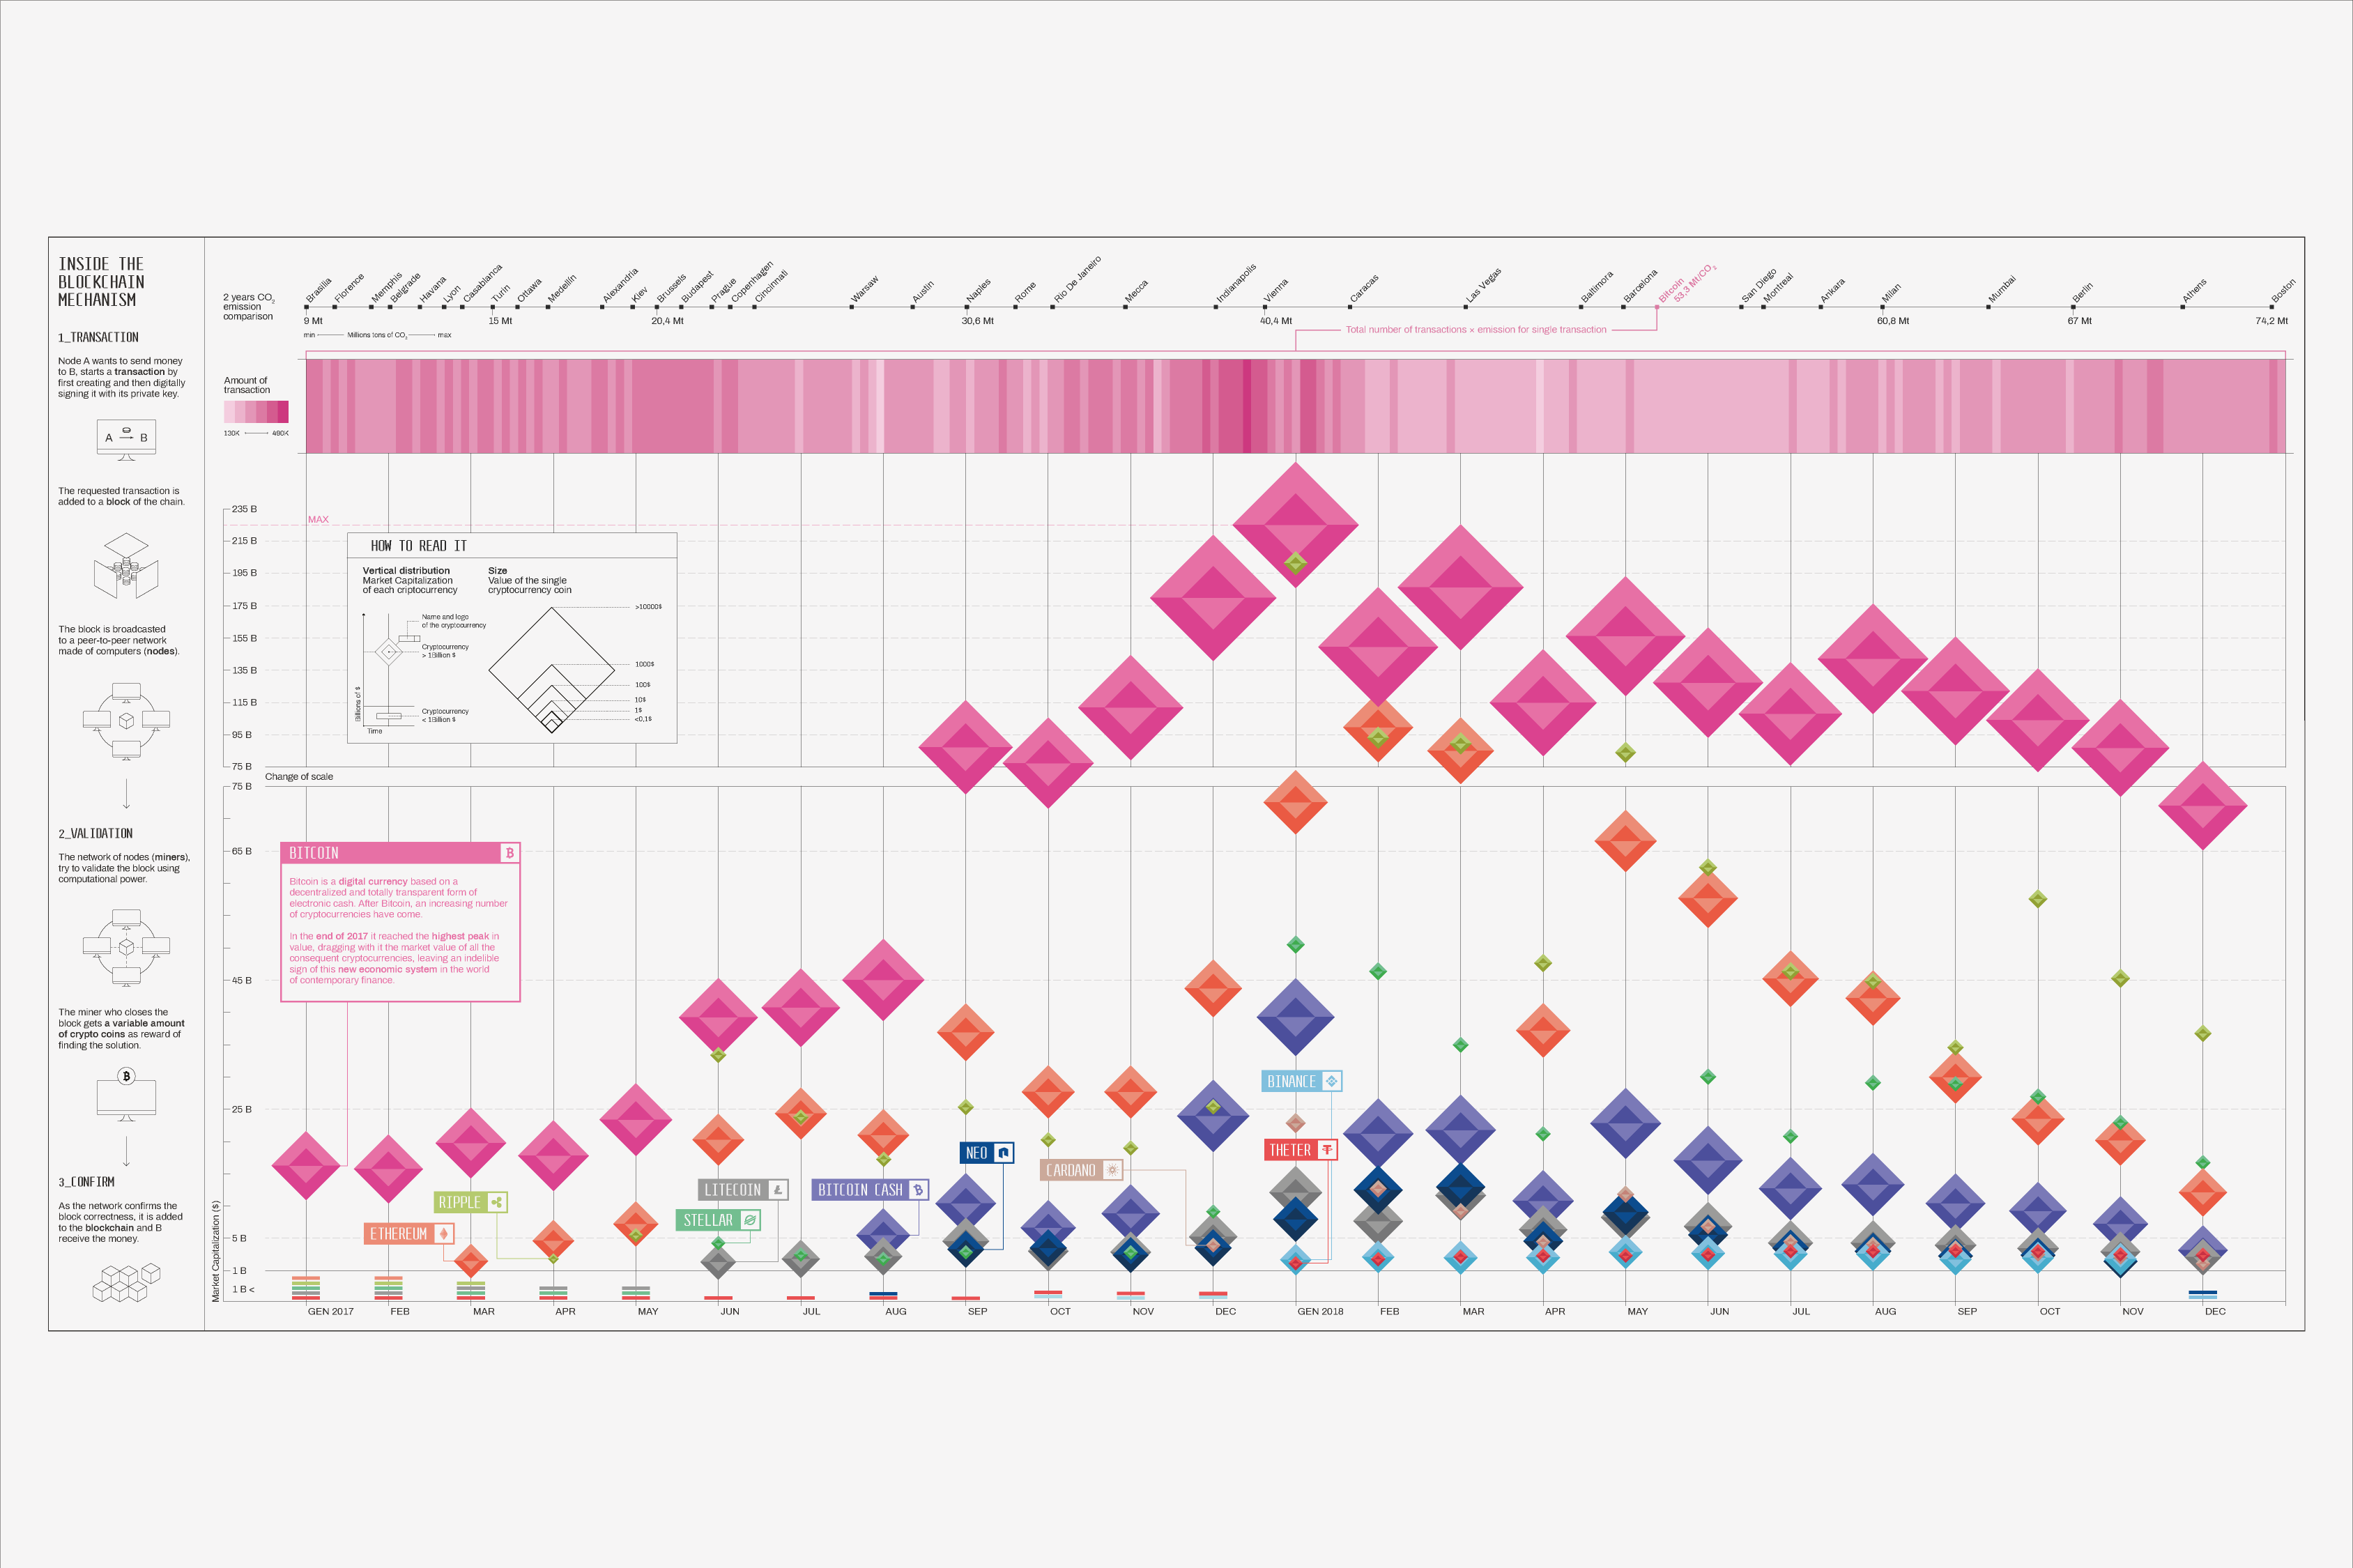 INSIDE THE
BLOCKCHAIN
MECHANISM
1_TRANSACTION
Node A wants to send money
to B, starts a transaction by
first creating and then digitally
signing it with its private key.
A B
The requested transaction is
added to a block of the chain.
The block is broadcasted
to a peer-to-peer network
made of computers (nodes).
2_VALIDATION
The network of nodes (miners),
try to validate the block using
computational power.
The miner who closes the
block gets a variable amount
of crypto coins as reward of
finding the solution.
3_CONFIRM
As the network confirms the
block correctness, it is added
to the blockchain and B
receive the money.
2 years CO2
emission
comparison
Brasilia
Florence
Memphis
Belgrade
Havana
Lyon
Casablanca
Turin
Ottawa
Medellin
Alexandria
Kiev
Brussels
Budapest
Prague
Copenhagen
Cincinnati
Warsaw
Austin
Naples
Rome
Rio De Janeiro
Mecca
Indianapolis
Vienna
Caracas
Las Vegas
Baltimora
Barcelona
Bitcoin
53,3 Mt/CO2
San Diego
Montreal
Ankara
Milan
Mumbai
Berlin
Athens
Boston
9 Mt
15 Mt
20,4 Mt
30,6 Mt
40,4 Mt
60,8 Mt
67 Mt
74,2 Mt
min Millions tons of CO2 max
Total number of transactions × emission for single transaction
Amount of
transaction
130K 490K
235 B
MAX
215 B
195 B
175 B
155 B
135 B
115 B
95 B
75 B
HOW TO READ IT
Vertical distribution
Market Capitalization
of each criptocurrency
Size
Value of the single
cryptocurrency coin
Name and logo
of the cryptocurrency
Cryptocurrency
> 1Billion $
Cryptocurrency
< 1Billion $
Billions of $
Time
>10000$
1000$
100$
10$
1$
<0,1$
Change of scale
75 B
65 B
45 B
25 B
5 B
1 B
1 B <
Market Capitalization ($)
BITCOIN
Bitcoin is a digital currency based on a
decentralized and totally transparent form of
electronic cash. After Bitcoin, an increasing number
of cryptocurrencies have come.
In the end of 2017 it reached the highest peak in
value, dragging with it the market value of all the
consequent cryptocurrencies, leaving an indelible
sign of this new economic system in the world
of contemporary finance.
BINANCE
NEO
THETER
CARDANO
LITECOIN
BITCOIN CASH
RIPPLE
STELLAR
ETHEREUM
GEN 2017
FEB
MAR
APR
MAY
JUN
JUL
AUG
SEP
OCT
NOV
DEC
GEN 2018
FEB
MAR
APR
MAY
JUN
JUL
AUG
SEP
OCT
NOV
DEC